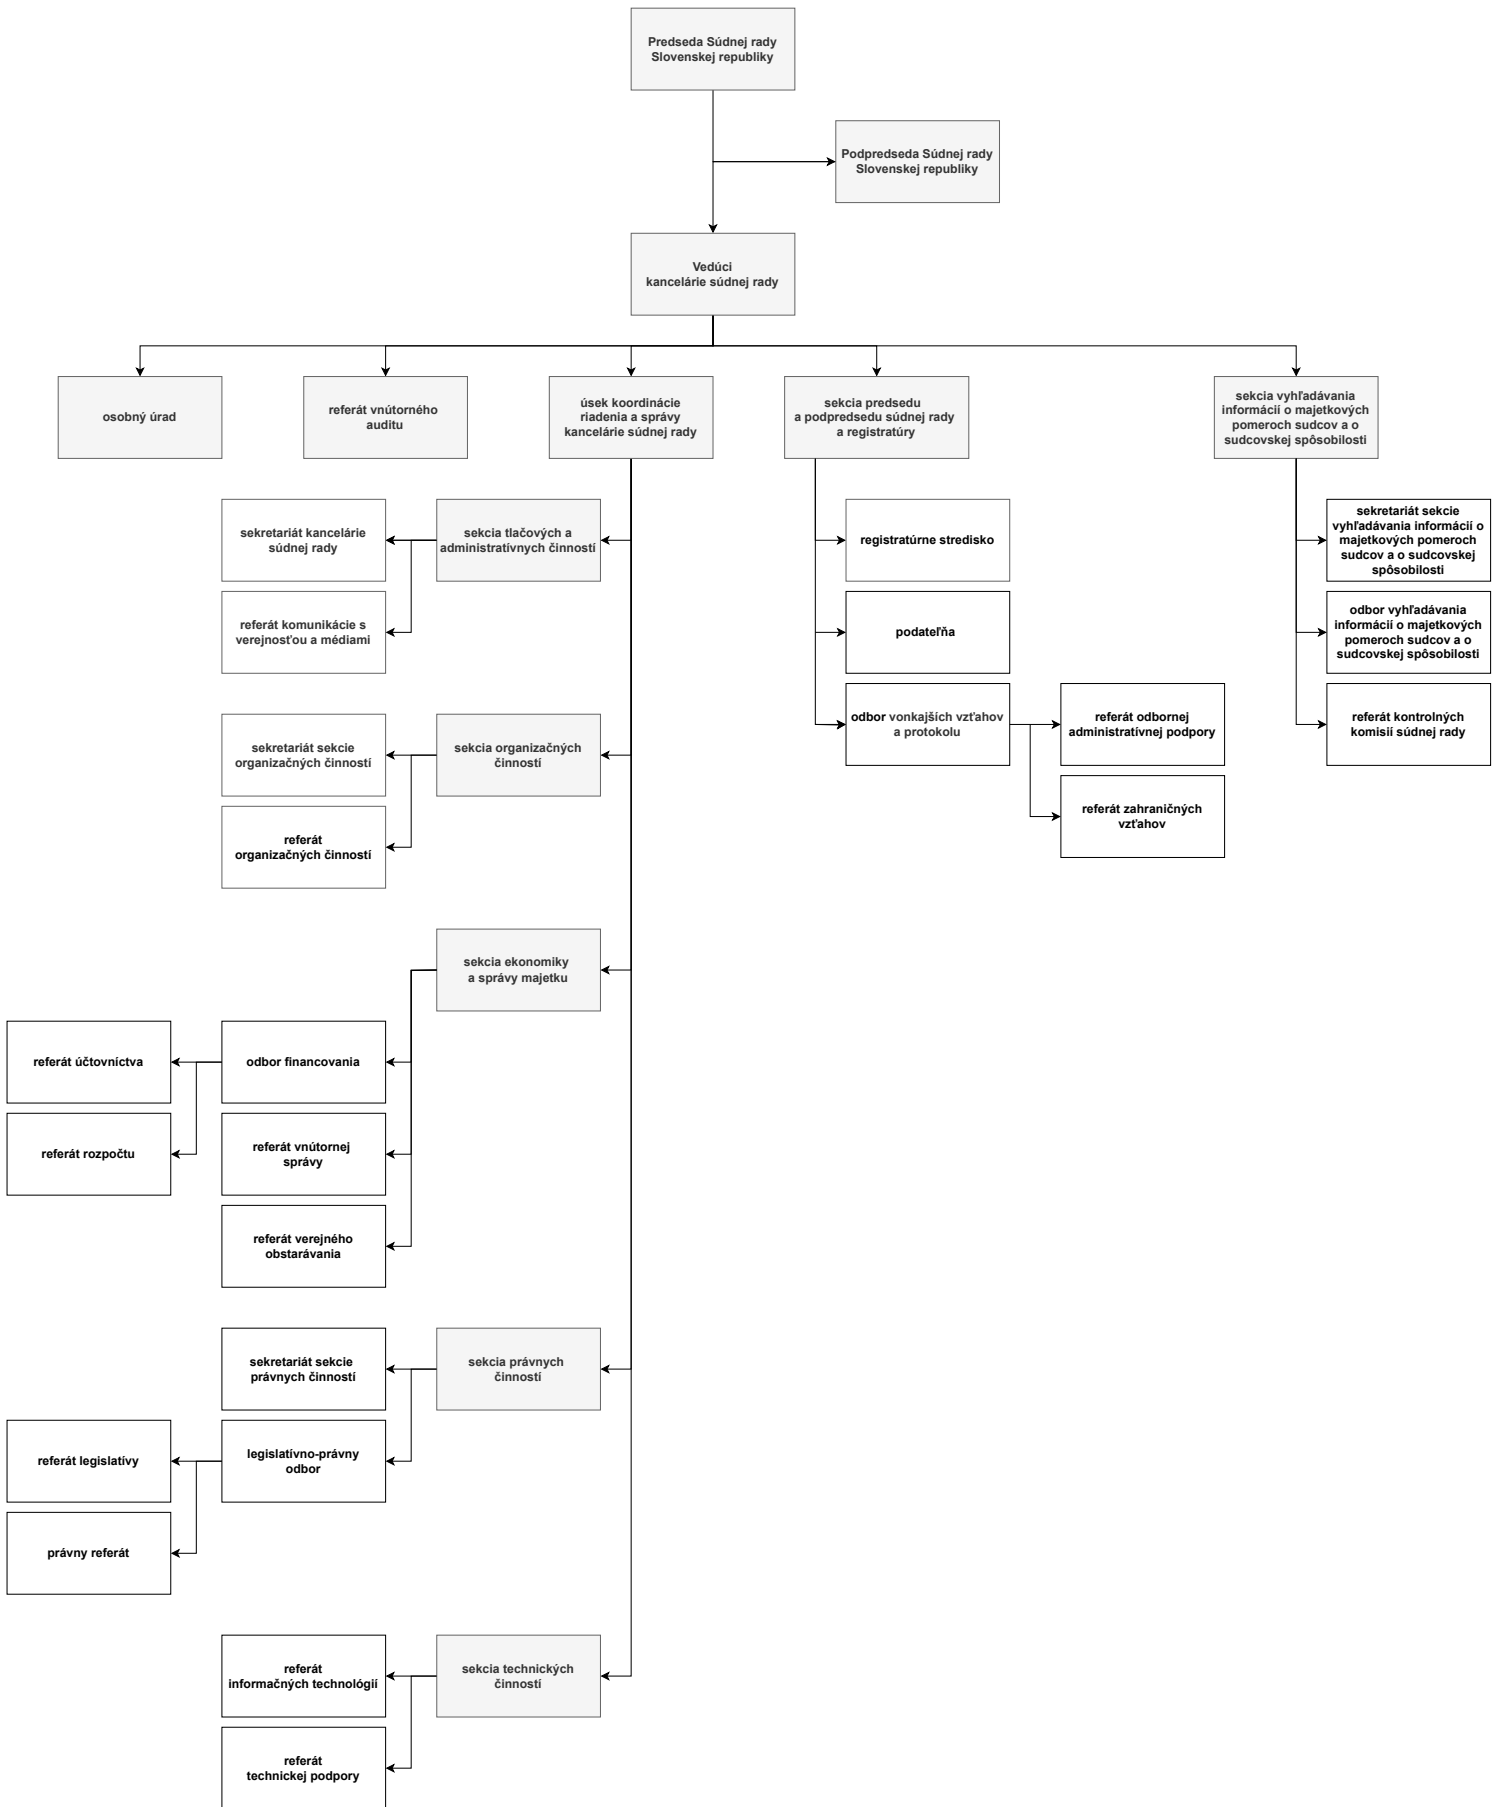 Predseda Súdnej rady
Slovenskej republiky
Podpredseda Súdnej rady
Slovenskej republiky
Vedúci
kancelárie súdnej rady
osobný úrad
referát vnútorného
auditu
úsek koordinácie
riadenia a správy
kancelárie súdnej rady
sekcia predsedu
a podpredsedu súdnej rady
a registratúry
sekcia vyhľadávania
informácií o majetkových
pomeroch sudcov a o
sudcovskej spôsobilosti
sekretariát kancelárie
súdnej rady
sekcia tlačových a
administratívnych činností
registratúrne stredisko
sekretariát sekcie
vyhľadávania informácií o
majetkových pomeroch
sudcov a o sudcovskej
spôsobilosti
referát komunikácie s
verejnosťou a médiami
podateľňa
odbor vyhľadávania
informácií o majetkových
pomeroch sudcov a o
sudcovskej spôsobilosti
sekretariát sekcie
organizačných činností
sekcia organizačných
činností
odbor vonkajších vzťahov
a protokolu
referát odbornej
administratívnej podpory
referát kontrolných
komisií súdnej rady
referát
organizačných činností
referát zahraničných
vzťahov
sekcia ekonomiky
a správy majetku
referát účtovníctva
odbor financovania
referát rozpočtu
referát vnútornej
správy
referát verejného
obstarávania
sekretariát sekcie
právnych činností
sekcia právnych
činností
referát legislatívy
legislatívno-právny
odbor
právny referát
referát
informačných technológií
sekcia technických
činností
referát
technickej podpory